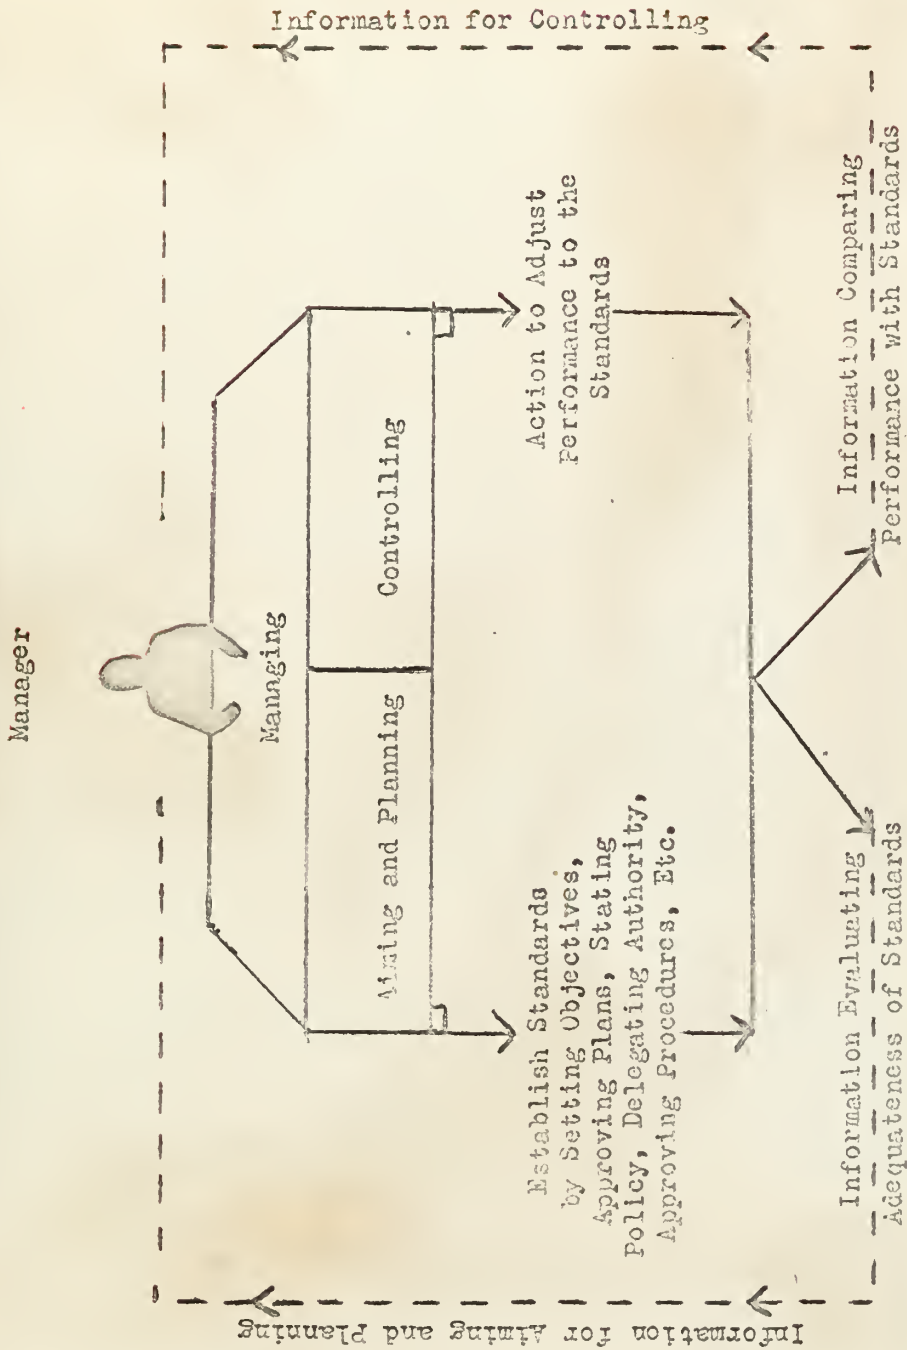 Manager
Managing
Aiming and Planning
Controlling
Establish Standards
by Setting Objectives,
Approving Plans, Stating
Policy, Delegating Authority,
Approving Procedures, Etc.
Action to Adjust
Performance to the
Standards
Information Evaluating
Adequateness of Standards
Information Comparing
Performance with Standards
Information for Aiming and Planning
Information for Controlling